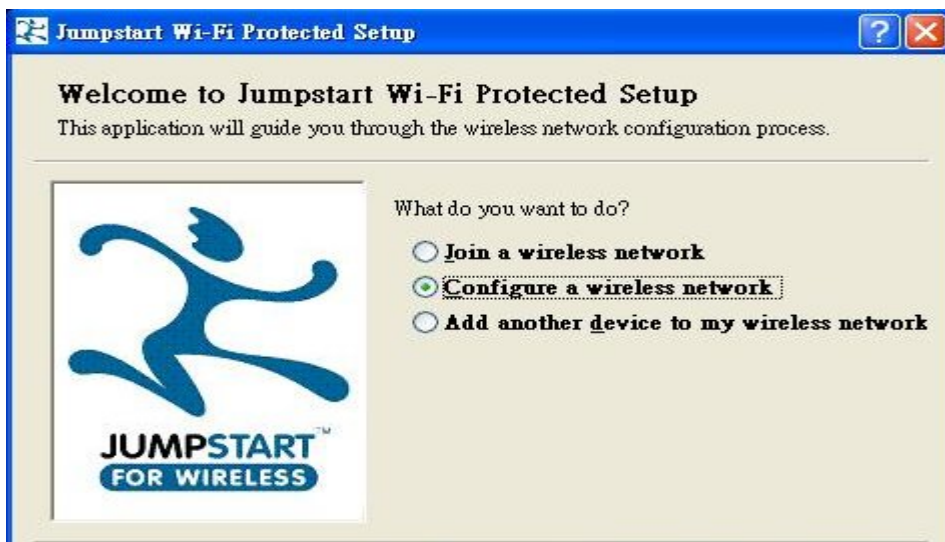 Jumpstart Wi-Fi Protected Setup
Welcome to Jumpstart Wi-Fi Protected Setup
This application will guide you through the wireless network configuration process.
What do you want to do?
Join a wireless network
Configure a wireless network
Add another device to my wireless network
JUMPSTART™
FOR WIRELESS